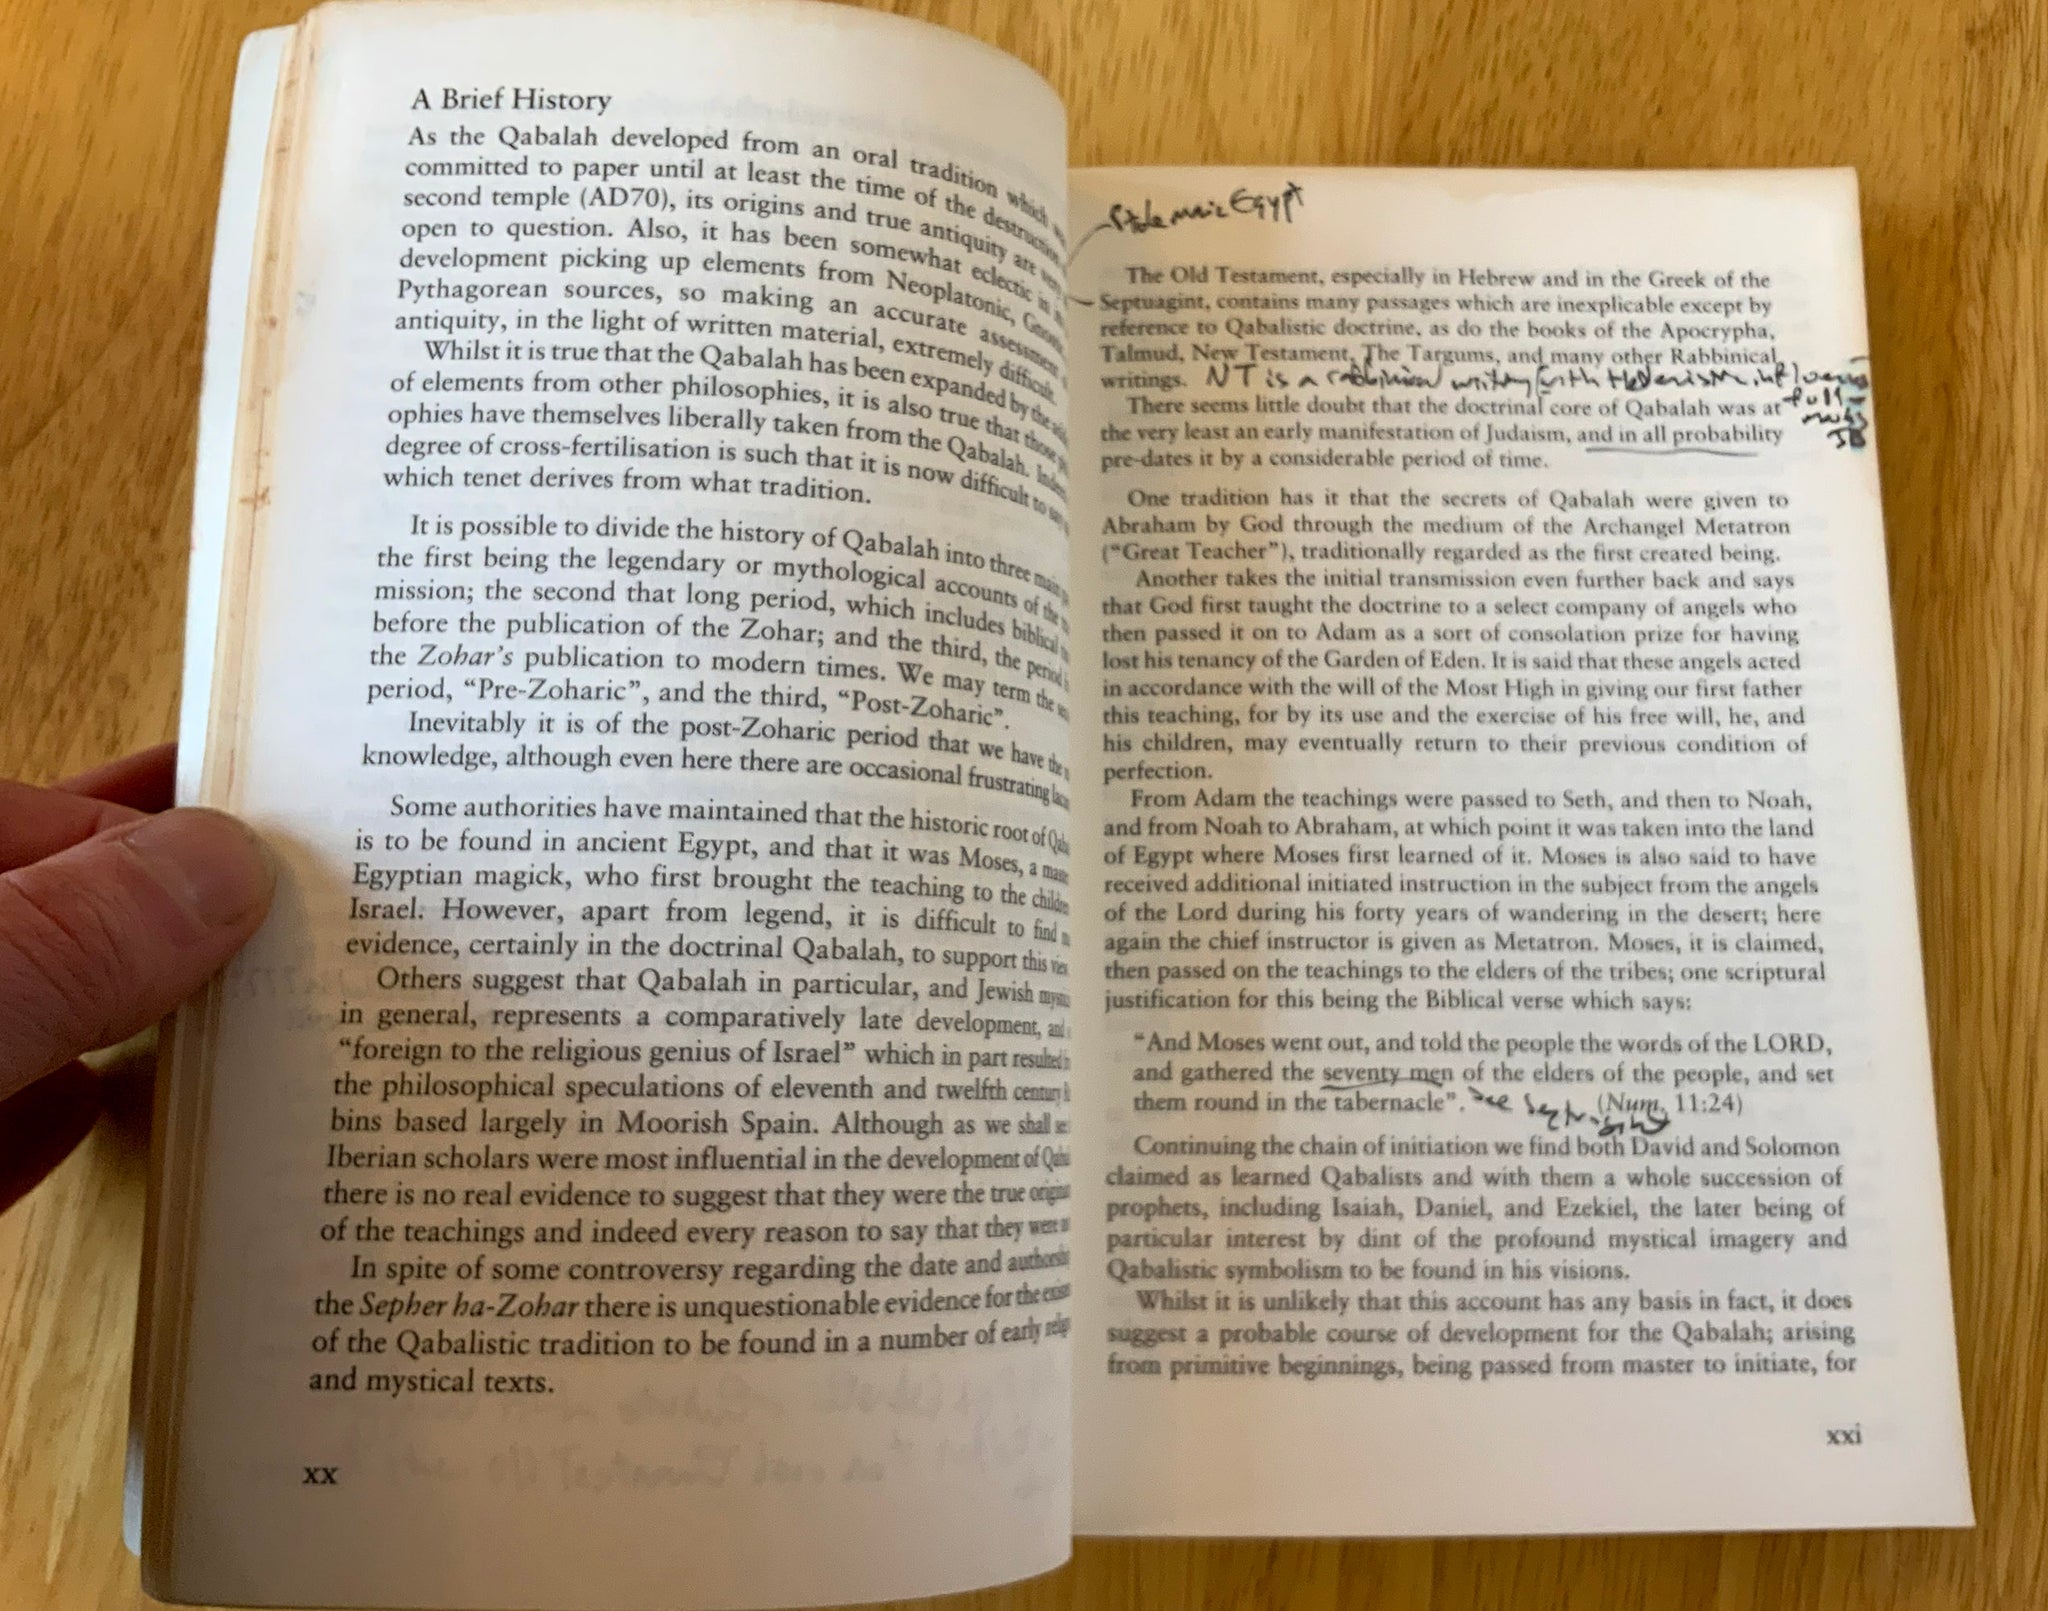 A Brief History
As the Qabalah developed from an oral tradition which
committed to paper until at least the time of the destruction
second temple (AD70), its origins and true antiquity are very
open to question. Also, it has been somewhat eclectic in
development picking up elements from Neoplatonic,
Pythagorean sources, so making an accurate assessment
antiquity, in the light of written material, extremely difficult.
Whilst it is true that the Qabalah has been expanded by the
of elements from other philosophies, it is also true that those
ophies have themselves liberally taken from the Qabalah.
degree of cross-fertilisation is such that it is now difficult to say
which tenet derives from what tradition.
It is possible to divide the history of Qabalah into three main
the first being the legendary or mythological accounts of the
mission; the second that long period, which includes biblical
before the publication of the Zohar; and the third, the period
the Zohar's publication to modern times. We may term the
period, “Pre-Zoharic”, and the third, “Post-Zoharic”.
Inevitably it is of the post-Zoharic period that we have the
knowledge, although even here there are occasional frustrating
Some authorities have maintained that the historic root of
is to be found in ancient Egypt, and that it was Moses, a
Egyptian magick, who first brought the teaching to the
Israel. However, apart from legend, it is difficult to find
evidence, certainly in the doctrinal Qabalah, to support this
Others suggest that Qabalah in particular, and Jewish
in general, represents a comparatively late development, and
“foreign to the religious genius of Israel” which in part resulted
the philosophical speculations of eleventh and twelfth century
bins based largely in Moorish Spain. Although as we shall
Iberian scholars were most influential in the development of
there is no real evidence to suggest that they were the true
of the teachings and indeed every reason to say that they were
In spite of some controversy regarding the date and
the Sepher ha-Zohar there is unquestionable evidence for the
of the Qabalistic tradition to be found in a number of early
and mystical texts.
xx
Egypt
The Old Testament, especially in Hebrew and in the Greek of the
Septuagint, contains many passages which are inexplicable except by
reference to Qabalistic doctrine, as do the books of the Apocrypha,
Talmud, New Testament, The Targums, and many other Rabbinical
writings. NT is a rabbinical writing with Hellenistic influence
There seems little doubt that the doctrinal core of Qabalah was at
the very least an early manifestation of Judaism, and in all probability
pre-dates it by a considerable period of time.
One tradition has it that the secrets of Qabalah were given to
Abraham by God through the medium of the Archangel Metatron
(“Great Teacher”), traditionally regarded as the first created being.
Another takes the initial transmission even further back and says
that God first taught the doctrine to a select company of angels who
then passed it on to Adam as a sort of consolation prize for having
lost his tenancy of the Garden of Eden. It is said that these angels acted
in accordance with the will of the Most High in giving our first father
this teaching, for by its use and the exercise of his free will, he, and
his children, may eventually return to their previous condition of
perfection.
From Adam the teachings were passed to Seth, and then to Noah,
and from Noah to Abraham, at which point it was taken into the land
of Egypt where Moses first learned of it. Moses is also said to have
received additional initiated instruction in the subject from the angels
of the Lord during his forty years of wandering in the desert; here
again the chief instructor is given as Metatron. Moses, it is claimed,
then passed on the teachings to the elders of the tribes; one scriptural
justification for this being the Biblical verse which says:
“And Moses went out, and told the people the words of the LORD,
and gathered the seventy men of the elders of the people, and set
them round in the tabernacle”. (Num. 11:24)
Continuing the chain of initiation we find both David and Solomon
claimed as learned Qabalists and with them a whole succession of
prophets, including Isaiah, Daniel, and Ezekiel, the later being of
particular interest by dint of the profound mystical imagery and
Qabalistic symbolism to be found in his visions.
Whilst it is unlikely that this account has any basis in fact, it does
suggest a probable course of development for the Qabalah; arising
from primitive beginnings, being passed from master to initiate, for
xxi